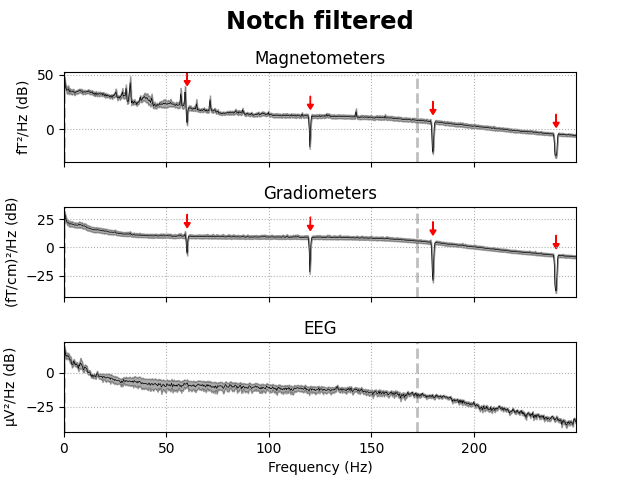 Notch filtered
Magnetometers
50
0
fT²/Hz (dB)
Gradiometers
25
0
−25
(fT/cm)²/Hz (dB)
EEG
0
−25
µV²/Hz (dB)
0 50 100 150 200
Frequency (Hz)